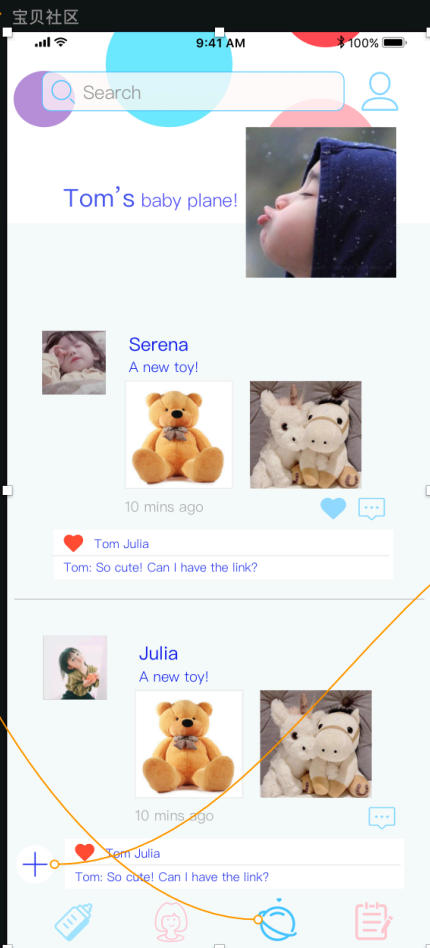 宝贝社区
9:41 AM
100%
Search
Tom's baby plane!
Serena
A new toy!
10 mins ago
Tom Julia
Tom: So cute! Can I have the link?
Julia
A new toy!
10 mins ago
Tom Julia
Tom: So cute! Can I have the link?